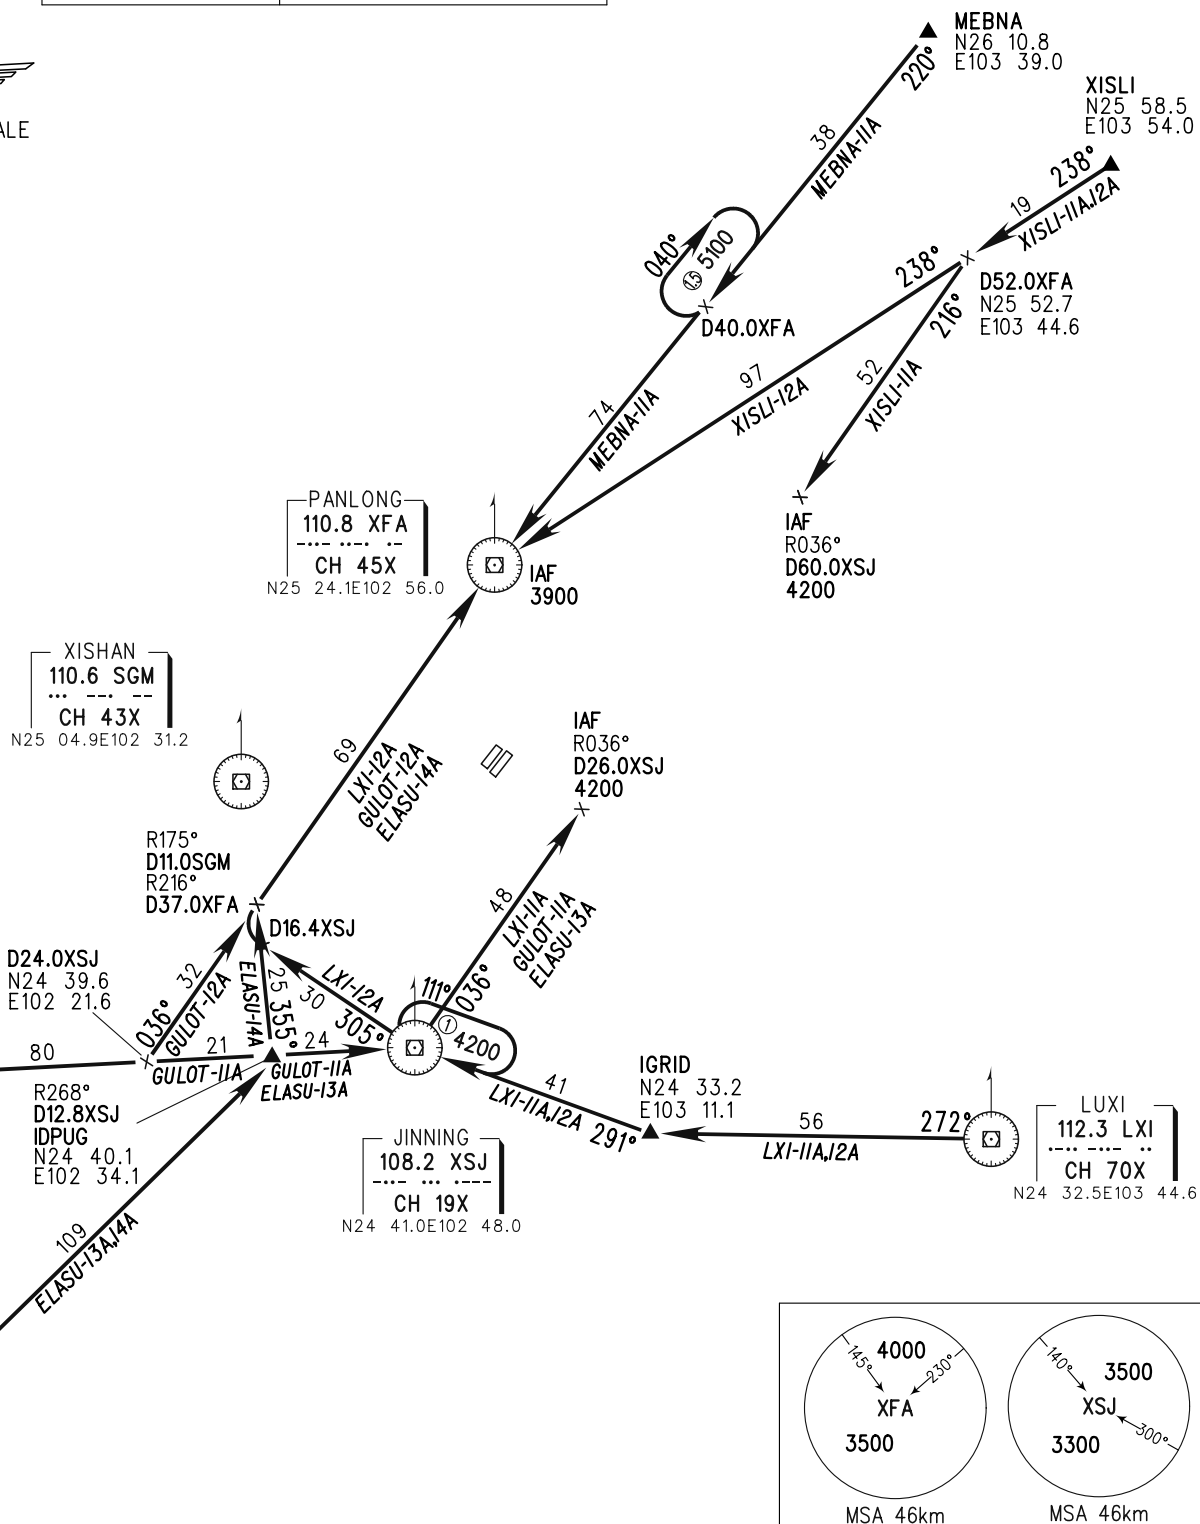 MEBNA
N26 10.8
E103 39.0
220°
38
MEBNA-11A
XISLI
N25 58.5
E103 54.0
238°
19
XISLI-11A,12A
ALE
040°
1.5 5100
D40.0XFA
238°
216°
D52.0XFA
N25 52.7
E103 44.6
97
XISLI-12A
52
XISLI-11A
74
MEBNA-11A
PANLONG
110.8 XFA
CH 45X
N25 24.1E102 56.0
IAF
3900
IAF
R036°
D60.0XSJ
4200
XISHAN
110.6 SGM
CH 43X
N25 04.9E102 31.2
69
LXI-12A
GULOT-12A
ELASU-14A
IAF
R036°
D26.0XSJ
4200
R175°
D11.0SGM
R216°
D37.0XFA
D16.4XSJ
48
LXI-11A
GULOT-11A
ELASU-13A
036°
D24.0XSJ
N24 39.6
E102 21.6
036°
32
GULOT-12A
ELASU-14A
25 355°
LXI-12A
30 305°
111°
1 4200
80
21
GULOT-11A
24
GULOT-11A
ELASU-13A
R268°
D12.8XSJ
IDPUG
N24 40.1
E102 34.1
41
LXI-11A,12A 291°
IGRID
N24 33.2
E103 11.1
56
272°
LXI-11A,12A
LUXI
112.3 LXI
CH 70X
N24 32.5E103 44.6
JINNING
108.2 XSJ
CH 19X
N24 41.0E102 48.0
109
ELASU-13A,14A
145°
4000
230°
XFA
3500
MSA 46km
140°
3500
XSJ
300°
3300
MSA 46km